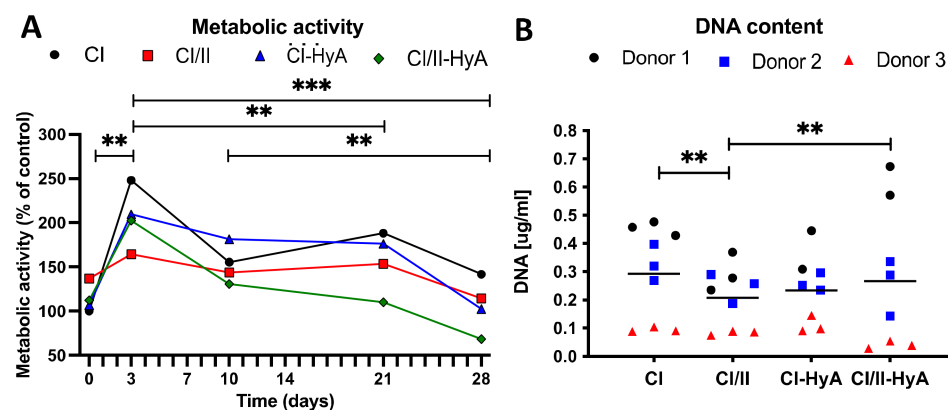 A
Metabolic activity
CI CI/II CI-HyA CI/II-HyA
***
**
** **
300
250
200
150
100
50
Metabolic activity (% of control)
0 3 7 10 14 21 28
Time (days)
B
DNA content
Donor 1 Donor 2 Donor 3
**
**
0.8
0.7
0.6
0.5
0.4
0.3
0.2
0.1
0.0
DNA [ug/ml]
CI CI/II CI-HyA CI/II-HyA